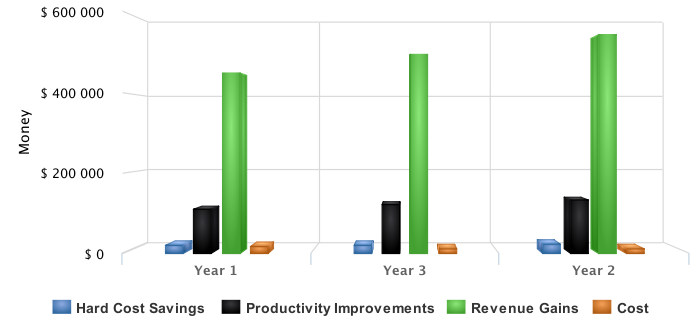 $ 600 000
$ 400 000
$ 200 000
$ 0
Money
Year 1 Year 3 Year 2
Hard Cost Savings Productivity Improvements Revenue Gains Cost